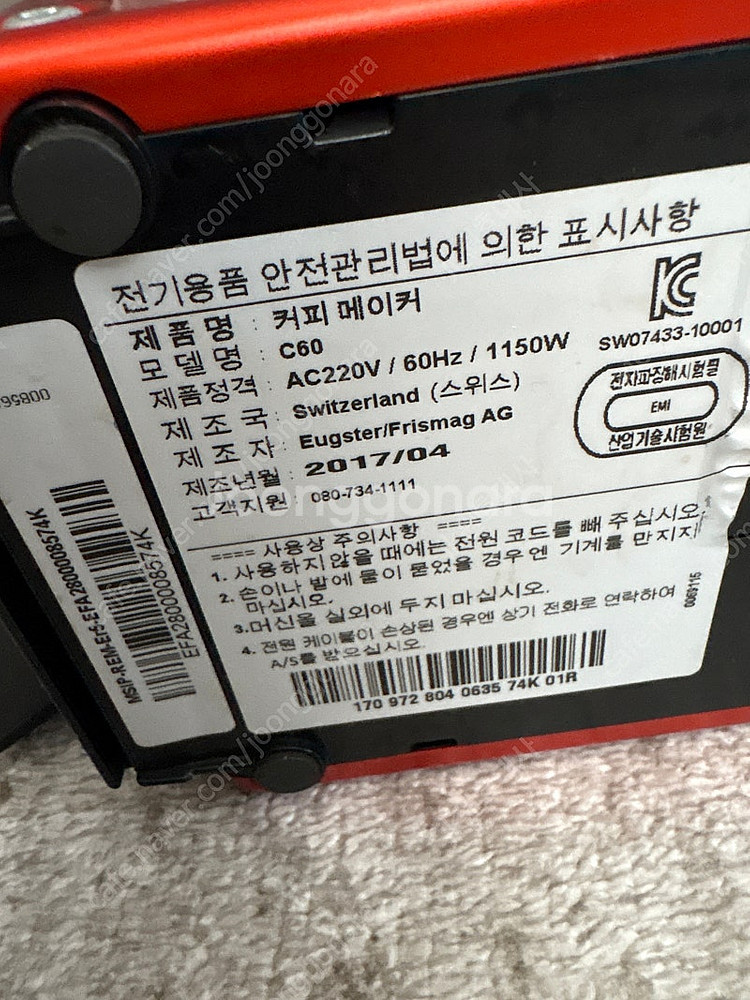 전기용품 안전관리법에 의한 표시사항
제 품 명 : 커피 메이커
모 델 명 : C60
제품정격 : AC220V / 60Hz / 1150W
제 조 국 : Switzerland (스위스)
제 조 자 : Eugster/Frismag AG
제조년월 : 2017/04
고객지원 : 080-734-1111
SW07433-10001
전자파장해시험필
EMI
산업기술시험원
==== 사용상 주의사항 ====
1. 사용하지 않을 때에는 전원 코드를 빼 주십시오.
2. 손이나 발에 물이 묻었을 경우엔 기계를 만지지
마십시오.
3.머신을 실외에 두지 마십시오.
4. 전원 케이블이 손상된 경우엔 상기 전화로 연락하여
A/S를 받으십시오.
170 972 804 0635 74K 01R
MSIP-REM-Ef5-EFA2800008574K
EFA2800008574K
joonggonara
cafe.naver.com/joonggonara